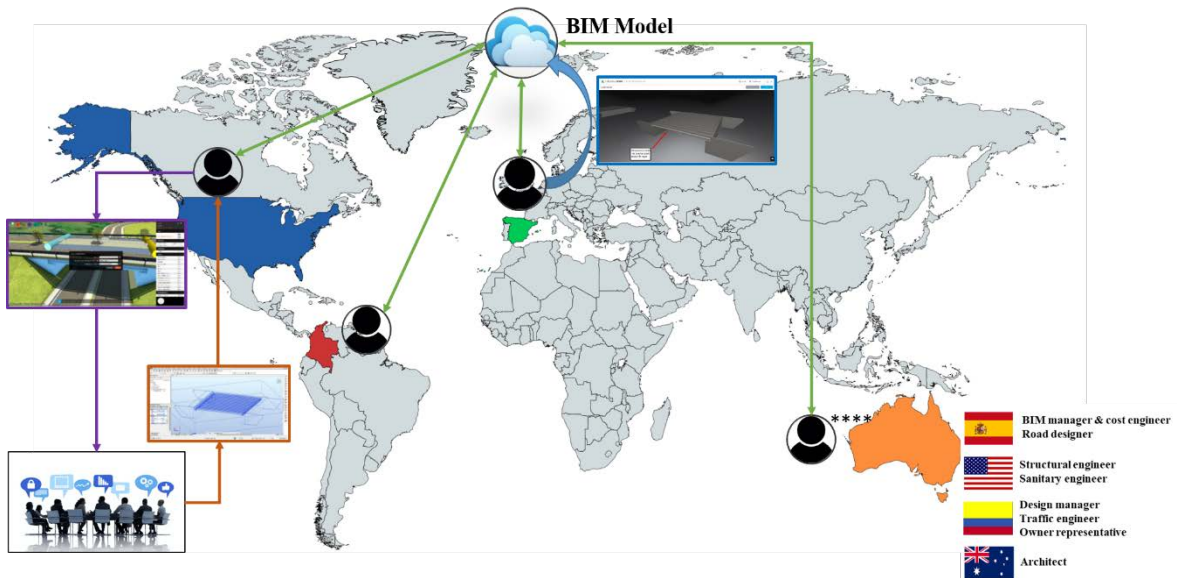 BIM Model
****
BIM manager & cost engineer
Road designer
Structural engineer
Sanitary engineer
Design manager
Traffic engineer
Owner representative
Architect